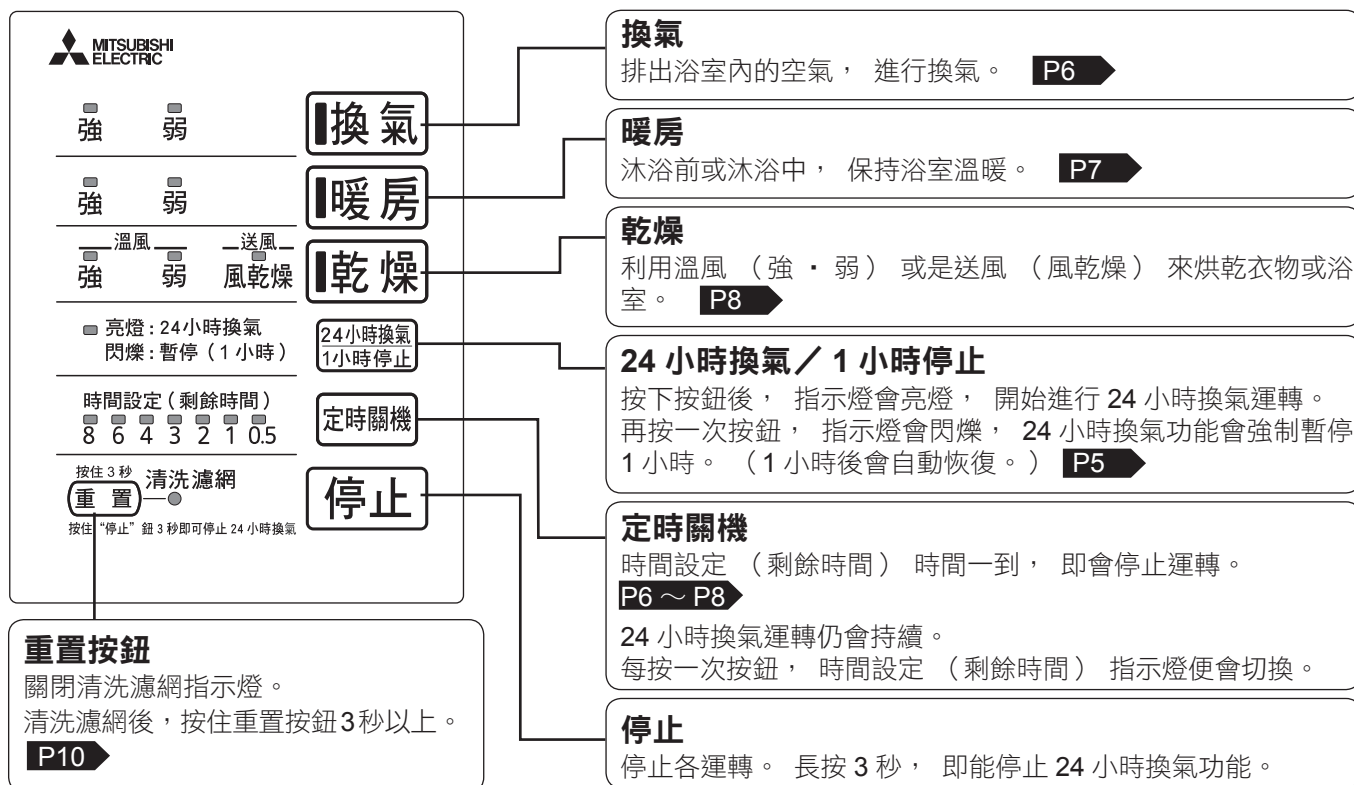 MITSUBISHI
ELECTRIC
強 弱 換氣
強 弱 暖房
溫風 送風
強 弱 風乾燥 乾燥
亮燈:24小時換氣
閃爍:暫停(1小時)
24小時換氣
1小時停止
時間設定(剩餘時間)
8 6 4 3 2 1 0.5
定時關機
按住3秒
重置 清洗濾網
停止
按住“停止”鈕3秒即可停止24小時換氣
重置按鈕
關閉清洗濾網指示燈。
清洗濾網後,按住重置按鈕3秒以上。
P10
換氣
排出浴室內的空氣, 進行換氣。 P6
暖房
沐浴前或沐浴中, 保持浴室溫暖。 P7
乾燥
利用溫風 (強・弱) 或是送風 (風乾燥) 來烘乾衣物或浴
室。 P8
24 小時換氣/ 1 小時停止
按下按鈕後, 指示燈會亮燈, 開始進行 24 小時換氣運轉。
再按一次按鈕, 指示燈會閃爍, 24 小時換氣功能會強制暫停
1 小時。 (1 小時後會自動恢復。) P5
定時關機
時間設定 (剩餘時間) 時間一到, 即會停止運轉。
P6 ~ P8
24 小時換氣運轉仍會持續。
每按一次按鈕, 時間設定 (剩餘時間) 指示燈便會切換。
停止
停止各運轉。 長按 3 秒, 即能停止 24 小時換氣功能。